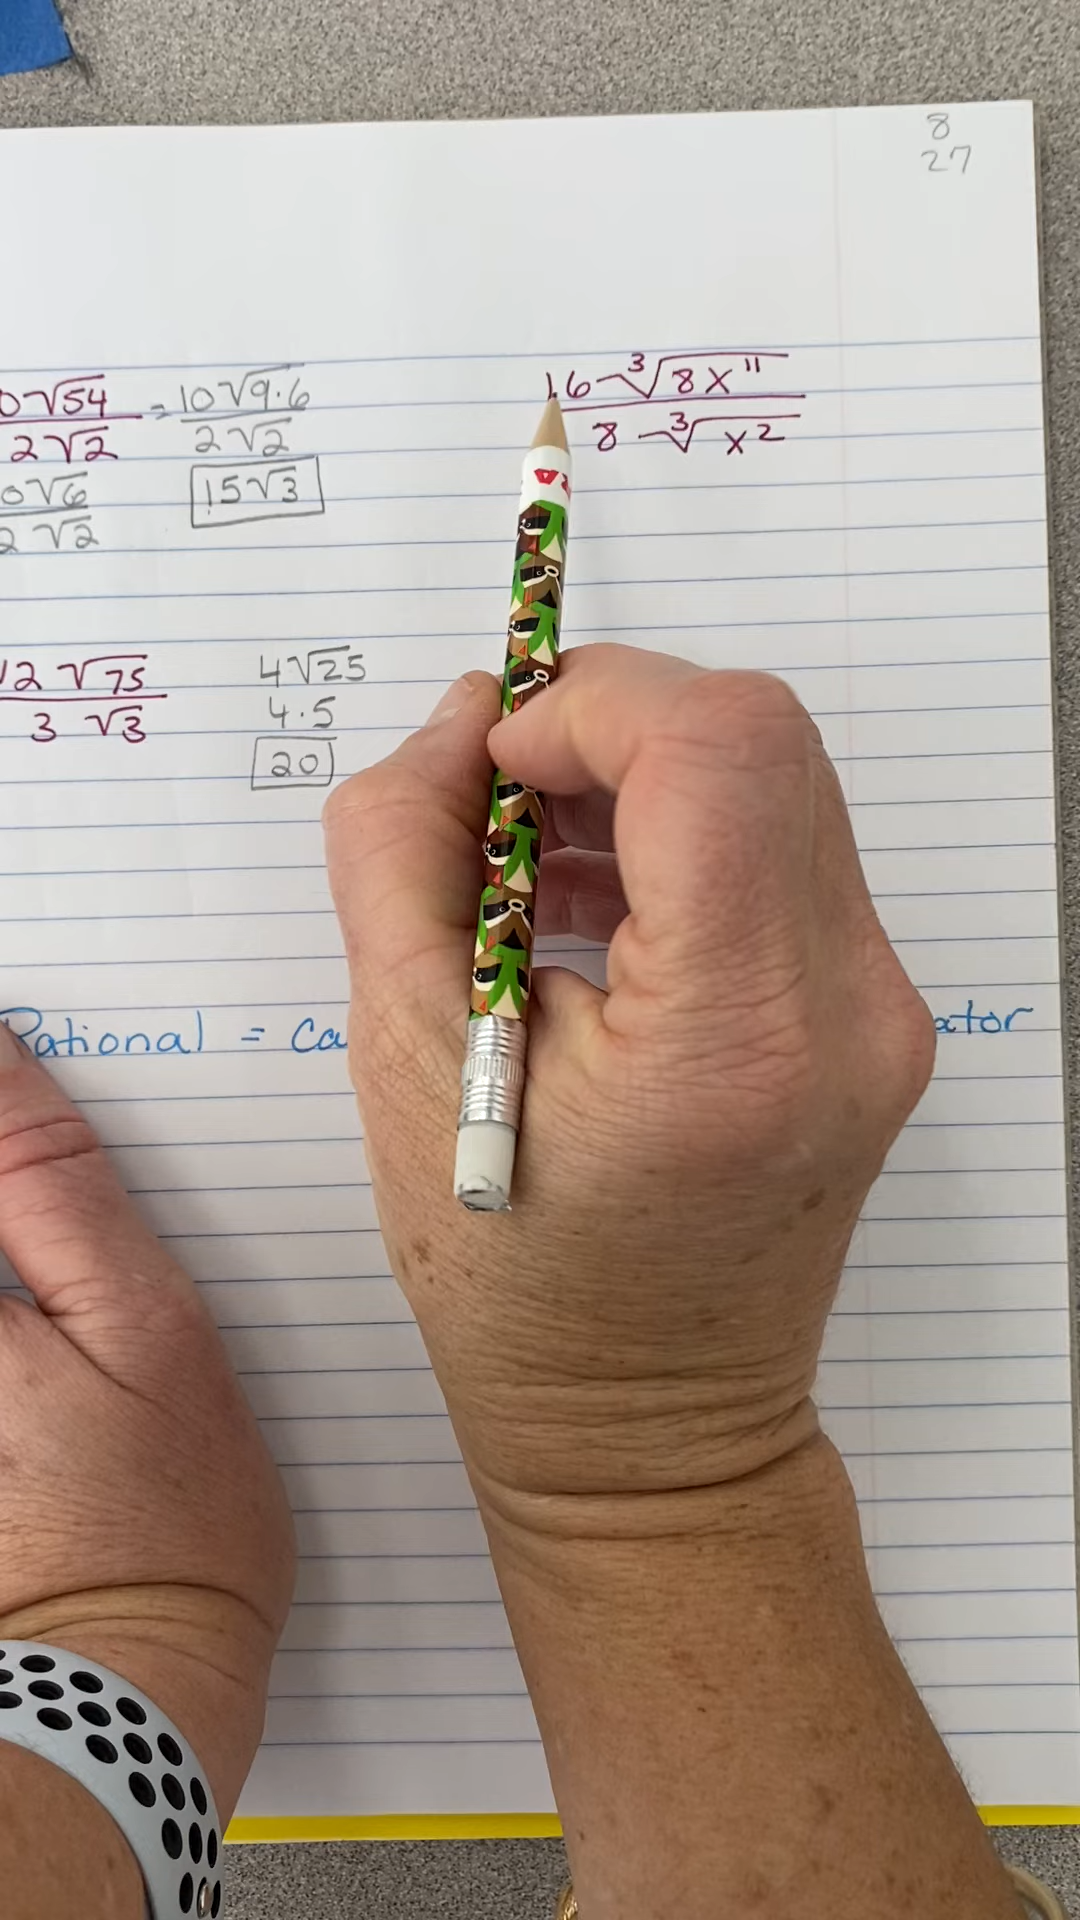 8
27
0√54 / 2√2 = 10√9·6 / 2√2
0√6 / 2√2
15√3
16 ∛8x¹¹ / 8 ∛x²
12√75 / 3√3
4√25
4·5
20
Rational = Ca ator